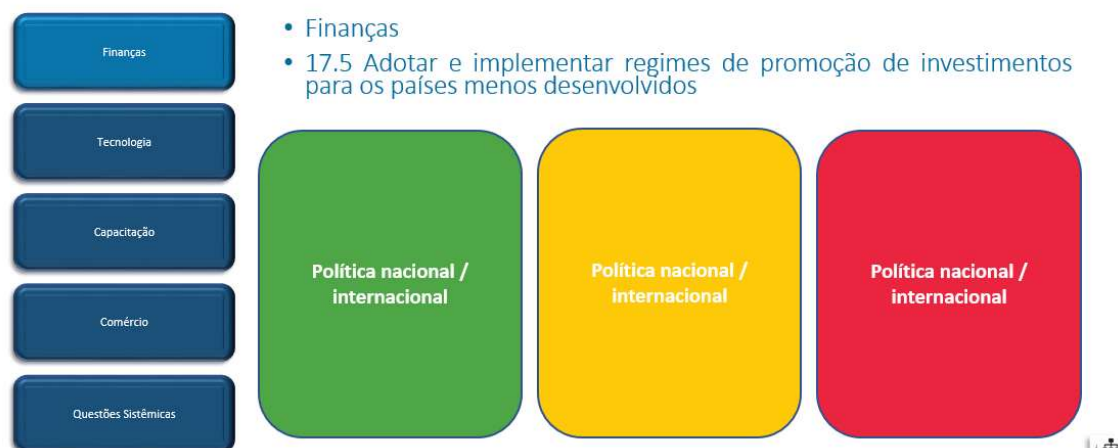 Finanças
Tecnologia
Capacitação
Comércio
Questões Sistêmicas
• Finanças
• 17.5 Adotar e implementar regimes de promoção de investimentos
para os países menos desenvolvidos
Política nacional /
internacional
Política nacional /
internacional
Política nacional /
internacional